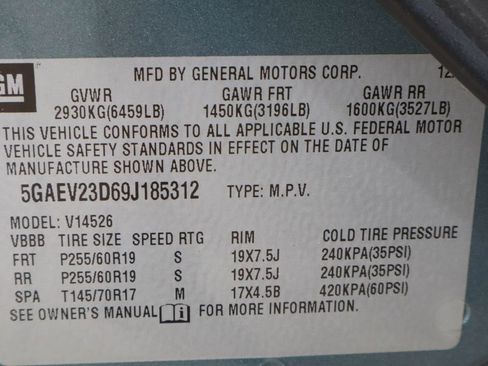 GM
MFD BY GENERAL MOTORS CORP.
GVWR GAWR FRT GAWR RR
2930KG(6459LB) 1450KG(3196LB) 1600KG(3527LB)
THIS VEHICLE CONFORMS TO ALL APPLICABLE U.S. FEDERAL MOTOR
VEHICLE SAFETY STANDARDS IN EFFECT ON THE DATE OF
MANUFACTURE SHOWN ABOVE.
5GAEV23D69J185312 TYPE: M.P.V.
MODEL: V14526
VBBB TIRE SIZE SPEED RTG RIM COLD TIRE PRESSURE
FRT P255/60R19 S 19X7.5J 240KPA(35PSI)
RR P255/60R19 S 19X7.5J 240KPA(35PSI)
SPA T145/70R17 M 17X4.5B 420KPA(60PSI)
SEE OWNER'S MANUAL FOR MORE INFORMATION.